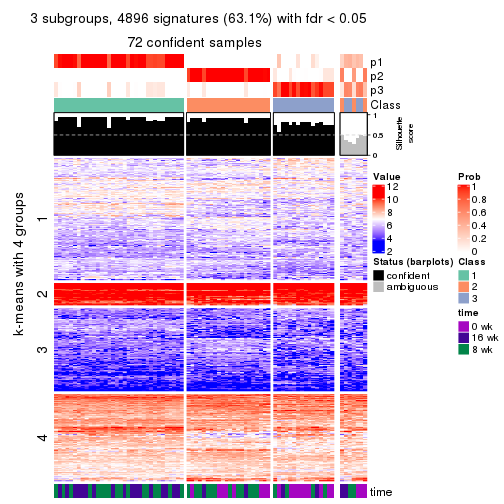 3 subgroups, 4896 signatures (63.1%) with fdr < 0.05
72 confident samples
p1
p2
p3
Class
1
0.5
0
Silhouette
score
k-means with 4 groups
1
2
3
4
time
Value
12
10
8
6
4
2
Prob
1
0.8
0.6
0.4
0.2
0
Status (barplots)
confident
ambiguous
Class
1
2
3
time
0 wk
16 wk
8 wk